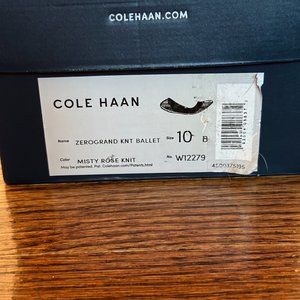 COLEHAAN.COM
COLE HAAN
Name ZEROGRAND KNT BALLET Size 10 B
Color MISTY ROSE KNIT No. W12279
May be patented. Pat. ColeHaan.com/Patents.html